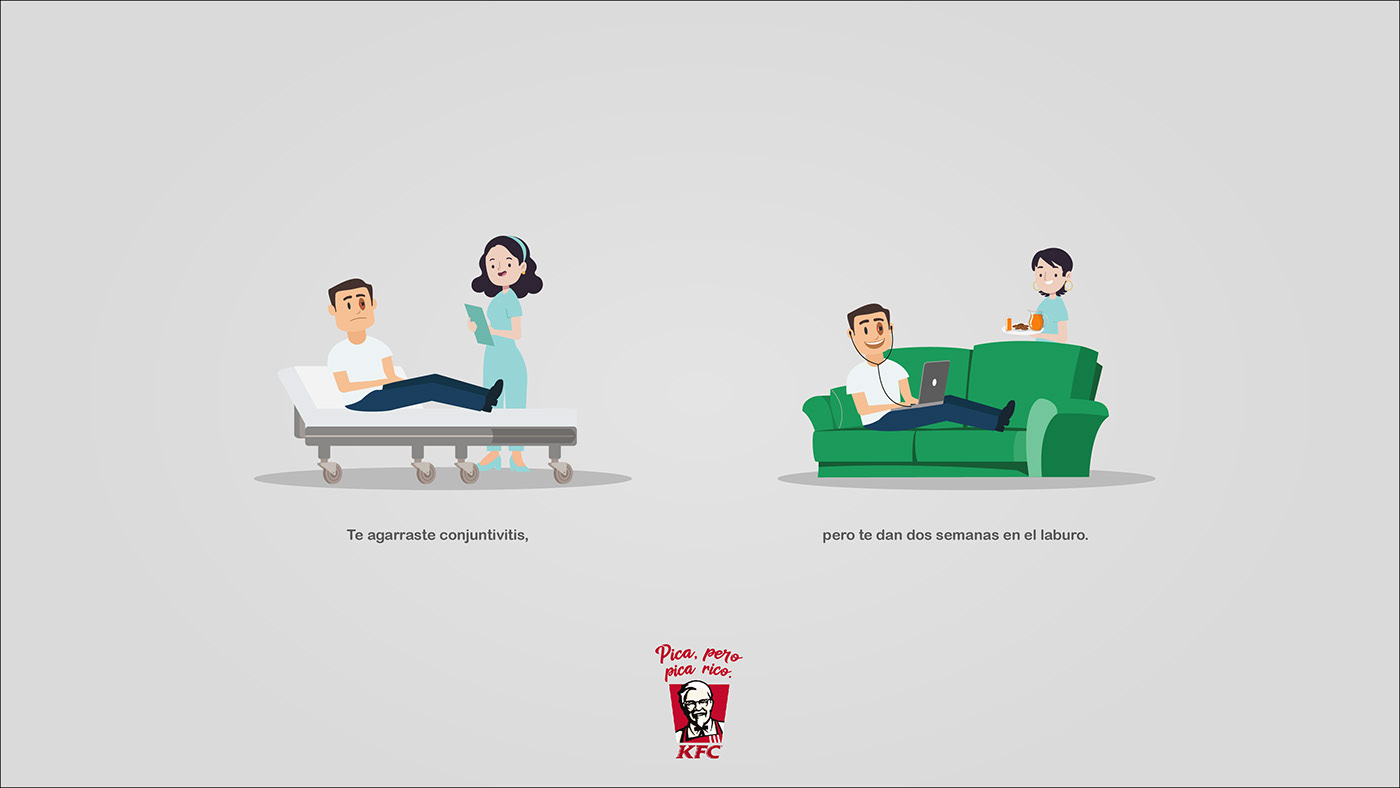 Te agarraste conjuntivitis,
pero te dan dos semanas en el laburo.
Pica, pero
pica rico.
KFC